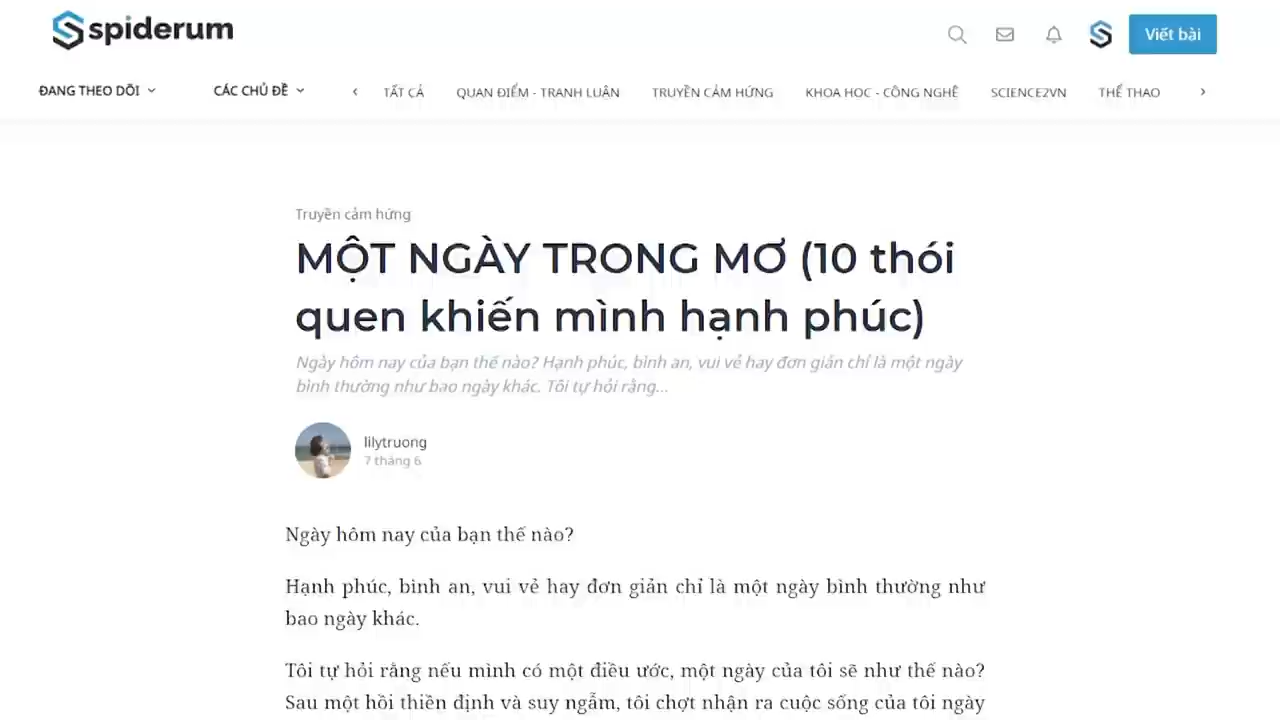 spiderum
Viết bài
ĐANG THEO DÕI
CÁC CHỦ ĐỀ
TẤT CẢ
QUAN ĐIỂM - TRANH LUẬN
TRUYỀN CẢM HỨNG
KHOA HỌC - CÔNG NGHỆ
SCIENCE2VN
THỂ THAO
Truyền cảm hứng
MỘT NGÀY TRONG MƠ (10 thói
quen khiến mình hạnh phúc)
Ngày hôm nay của bạn thế nào? Hạnh phúc, bình an, vui vẻ hay đơn giản chỉ là một ngày
bình thường như bao ngày khác. Tôi tự hỏi rằng...
lilytruong
7 tháng 6
Ngày hôm nay của bạn thế nào?
Hạnh phúc, bình an, vui vẻ hay đơn giản chỉ là một ngày bình thường như
bao ngày khác.
Tôi tự hỏi rằng nếu mình có một điều ước, một ngày của tôi sẽ như thế nào?
Sau một hồi thiền định và suy ngẫm, tôi chợt nhận ra cuộc sống của tôi ngày